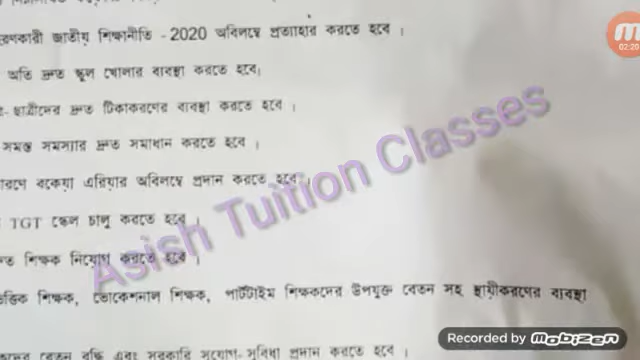 জাতীয় শিক্ষানীতি - 2020 অবিলম্বে প্রত্যাহার করতে হবে ।
অতি দ্রুত স্কুল খোলার ব্যবস্থা করতে হবে।
ছাত্রীদের দ্রুত টিকাকরণের ব্যবস্থা করতে হবে ।
সমস্ত সমস্যার দ্রুত সমাধান করতে হবে ।
বকেয়া এরিয়ার অবিলম্বে প্রদান করতে হবে ।
TGT স্কেল চালু করতে হবে ।
শিক্ষক নিয়োগ করতে হবে ।
শিক্ষক, ভোকেশনাল শিক্ষক, পার্টটাইম শিক্ষকদের উপযুক্ত বেতন সহ স্থায়ীকরণের ব্যবস্থা
বেতন বৃদ্ধি এবং সরকারি সুযোগ-সুবিধা প্রদান করতে হবে ।
Asish Tuition Classes
02:20
Recorded by MOBIZEN